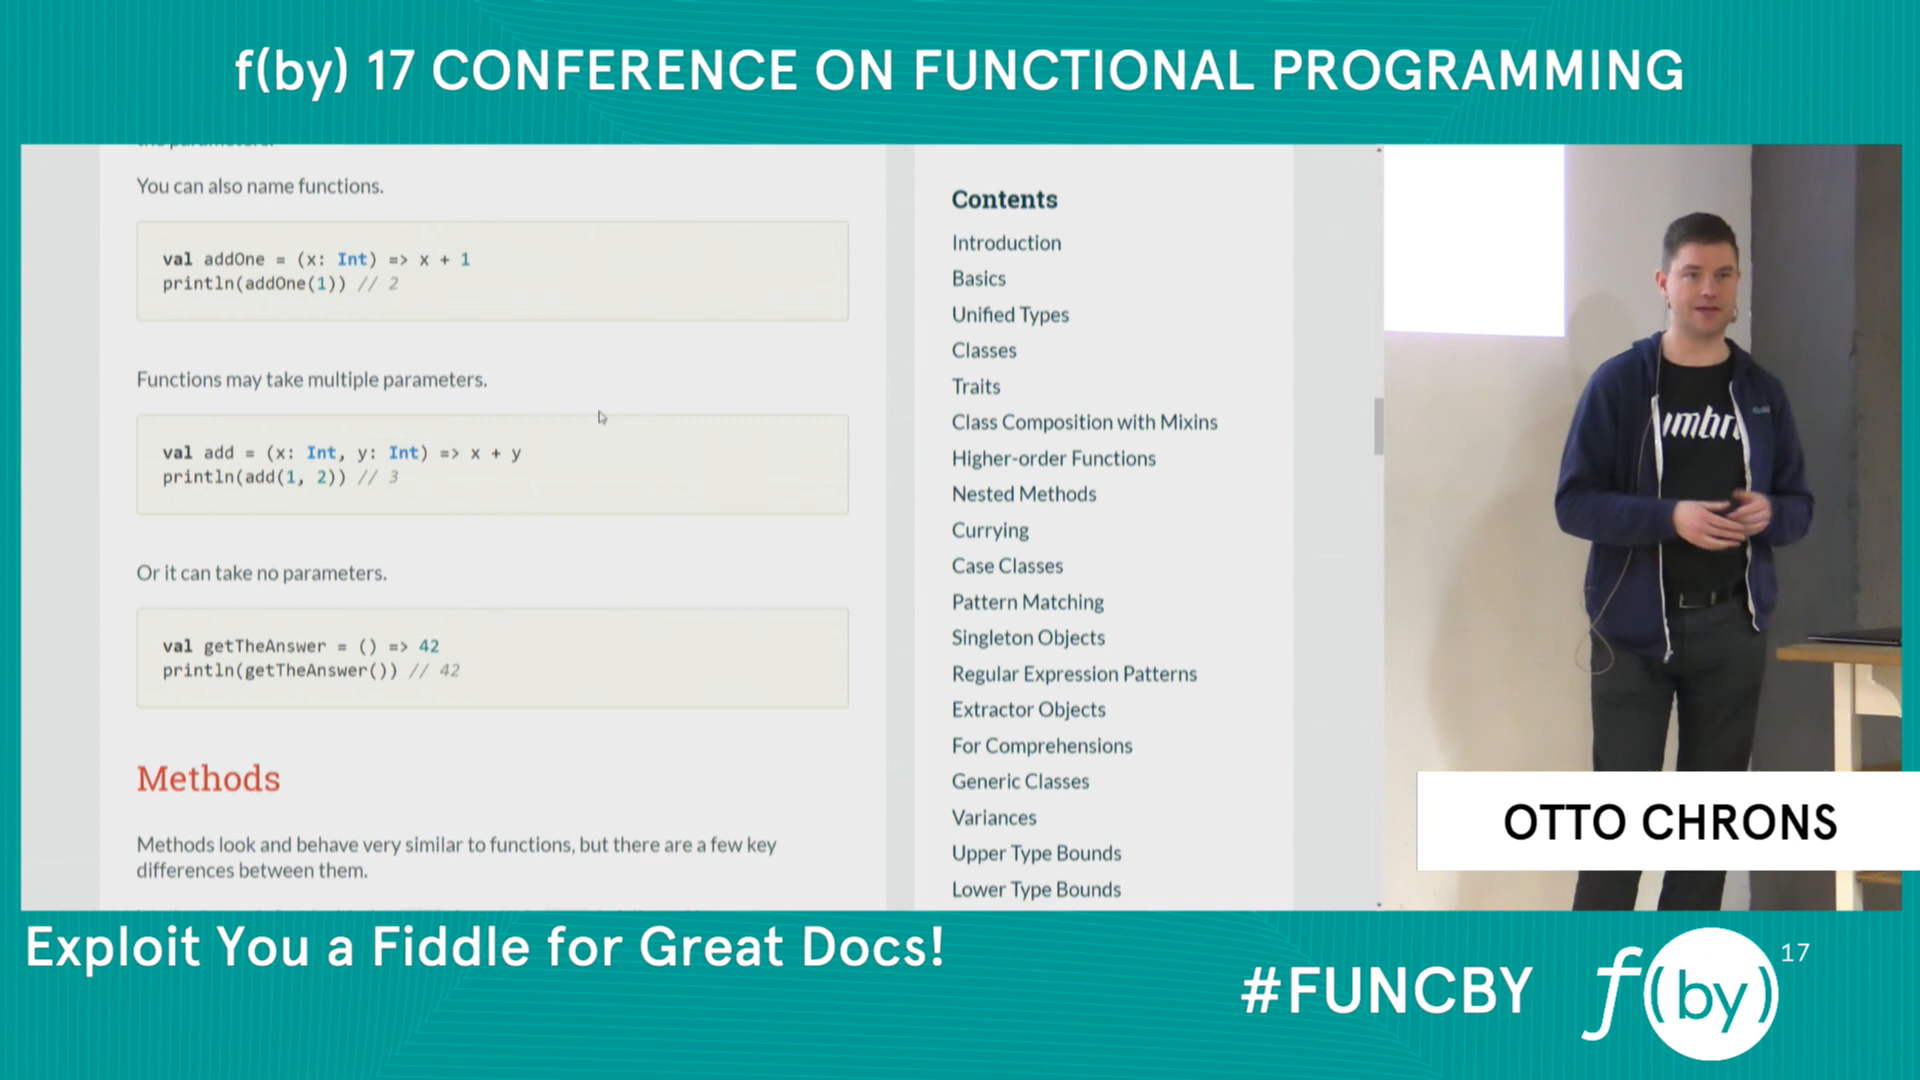 f(by) 17 CONFERENCE ON FUNCTIONAL PROGRAMMING
You can also name functions.
val addOne = (x: Int) => x + 1
println(addOne(1)) // 2
Functions may take multiple parameters.
val add = (x: Int, y: Int) => x + y
println(add(1, 2)) // 3
Or it can take no parameters.
val getTheAnswer = () => 42
println(getTheAnswer()) // 42
Methods
Methods look and behave very similar to functions, but there are a few key
differences between them.
Contents
Introduction
Basics
Unified Types
Classes
Traits
Class Composition with Mixins
Higher-order Functions
Nested Methods
Currying
Case Classes
Pattern Matching
Singleton Objects
Regular Expression Patterns
Extractor Objects
For Comprehensions
Generic Classes
Variances
Upper Type Bounds
Lower Type Bounds
OTTO CHRONS
Exploit You a Fiddle for Great Docs!
#FUNCBY
f(by) 17